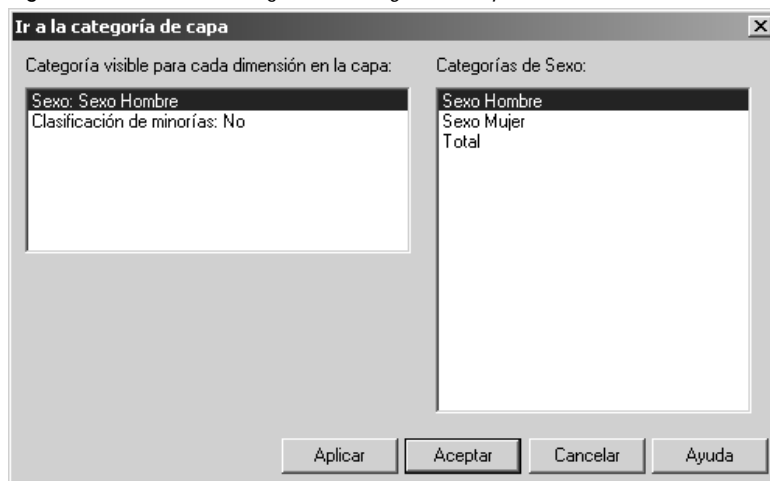 Ir a la categoría de capa
Categoría visible para cada dimensión en la capa:
Categorías de Sexo:
Sexo: Sexo Hombre
Clasificación de minorías: No
Sexo Hombre
Sexo Mujer
Total
Aplicar
Aceptar
Cancelar
Ayuda